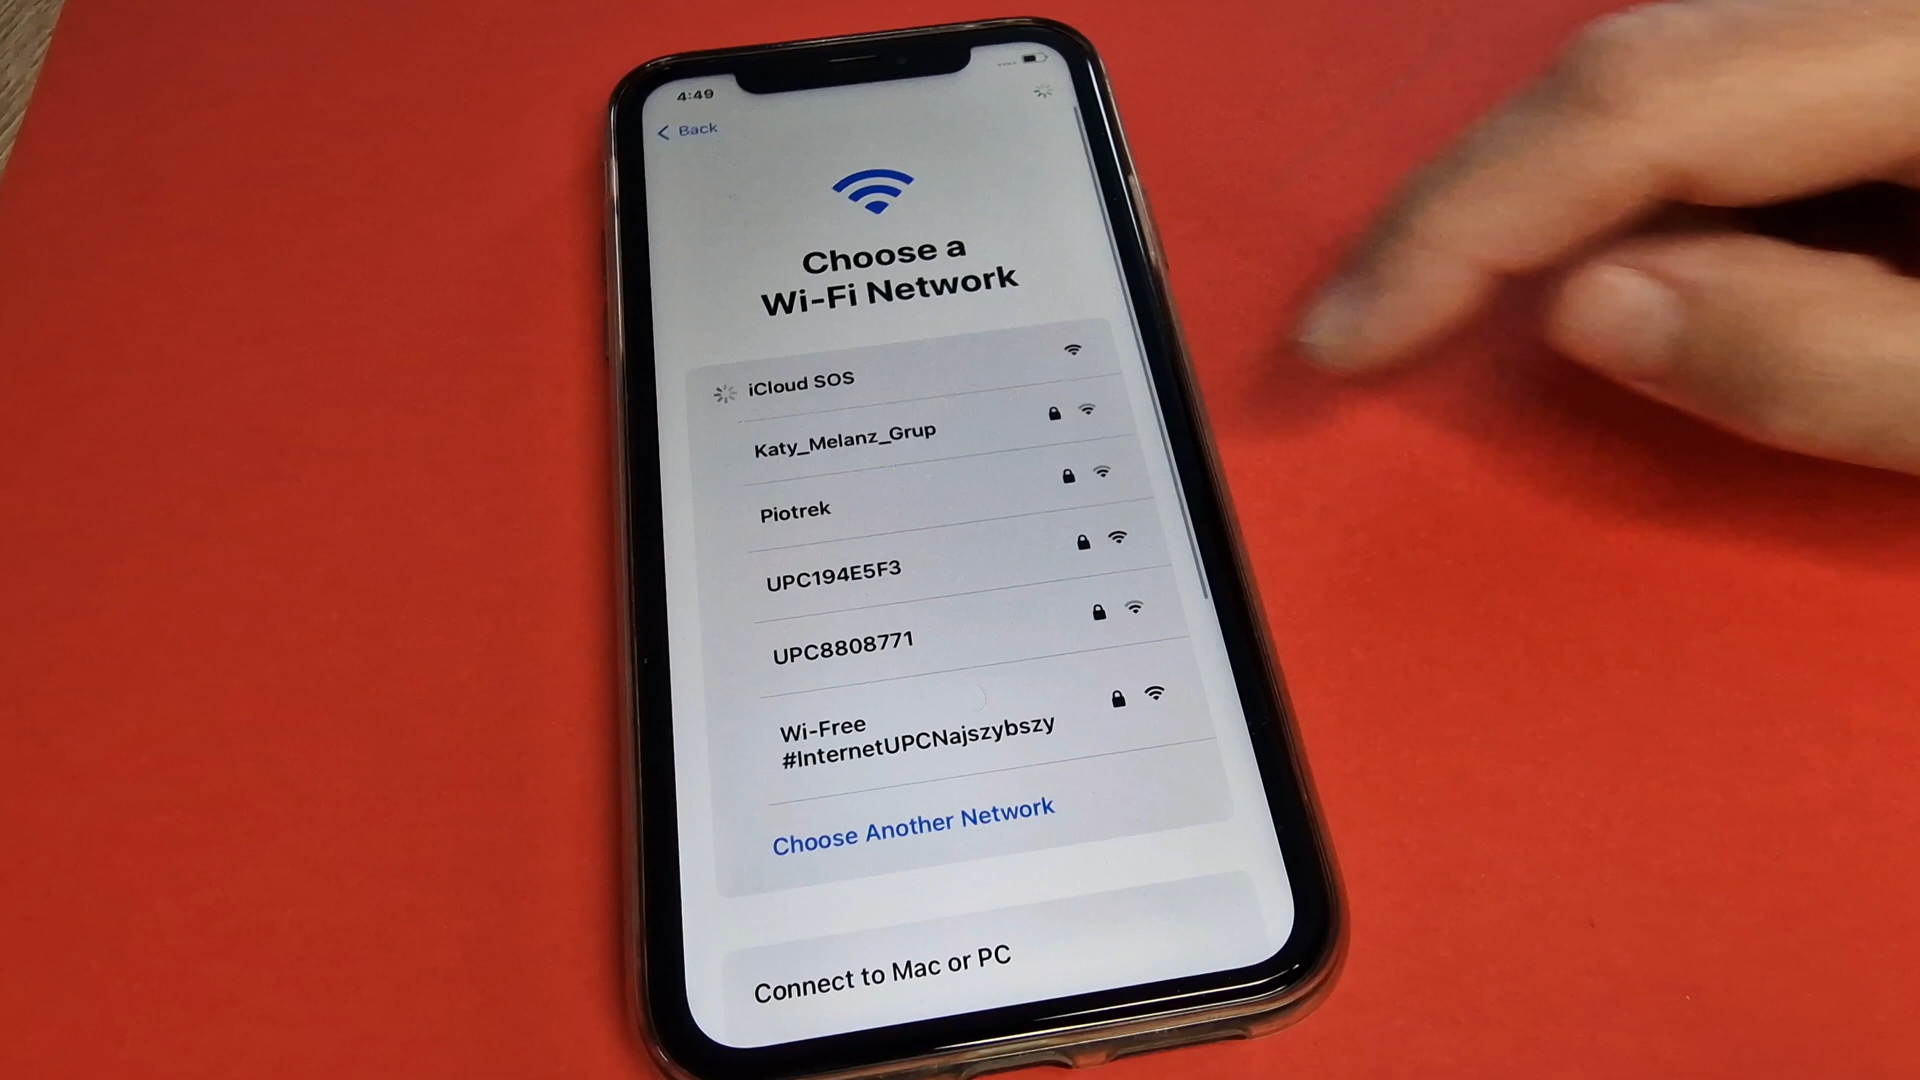 4:49
Back
Choose a
Wi-Fi Network
iCloud SOS
Katy_Melanz_Grup
Piotrek
UPC194E5F3
UPC8808771
Wi-Free
#InternetUPCNajszybszy
Choose Another Network
Connect to Mac or PC